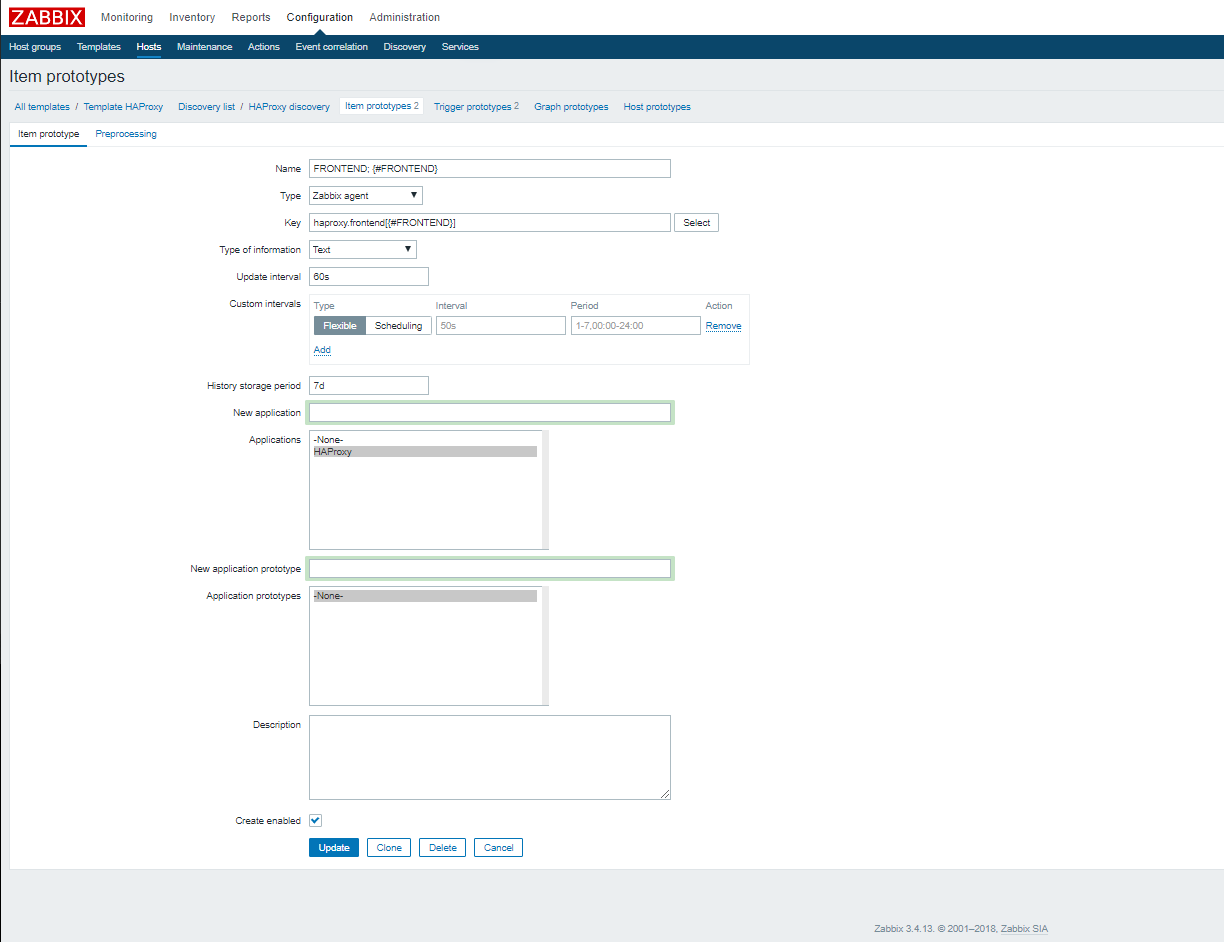 ZABBIX Monitoring Inventory Reports Configuration Administration
Host groups Templates Hosts Maintenance Actions Event correlation Discovery Services
Item prototypes
All templates / Template HAProxy Discovery list / HAProxy discovery Item prototypes 2 Trigger prototypes 2 Graph prototypes Host prototypes
Item prototype Preprocessing
Name FRONTEND; {#FRONTEND}
Type Zabbix agent
Key haproxy.frontend[{#FRONTEND}] Select
Type of information Text
Update interval 60s
Custom intervals Type Interval Period Action
Flexible Scheduling 50s 1-7,00:00-24:00 Remove
Add
History storage period 7d
New application
Applications -None-
HAProxy
New application prototype
Application prototypes -None-
Description
Create enabled
Update Clone Delete Cancel
Zabbix 3.4.13. © 2001–2018, Zabbix SIA